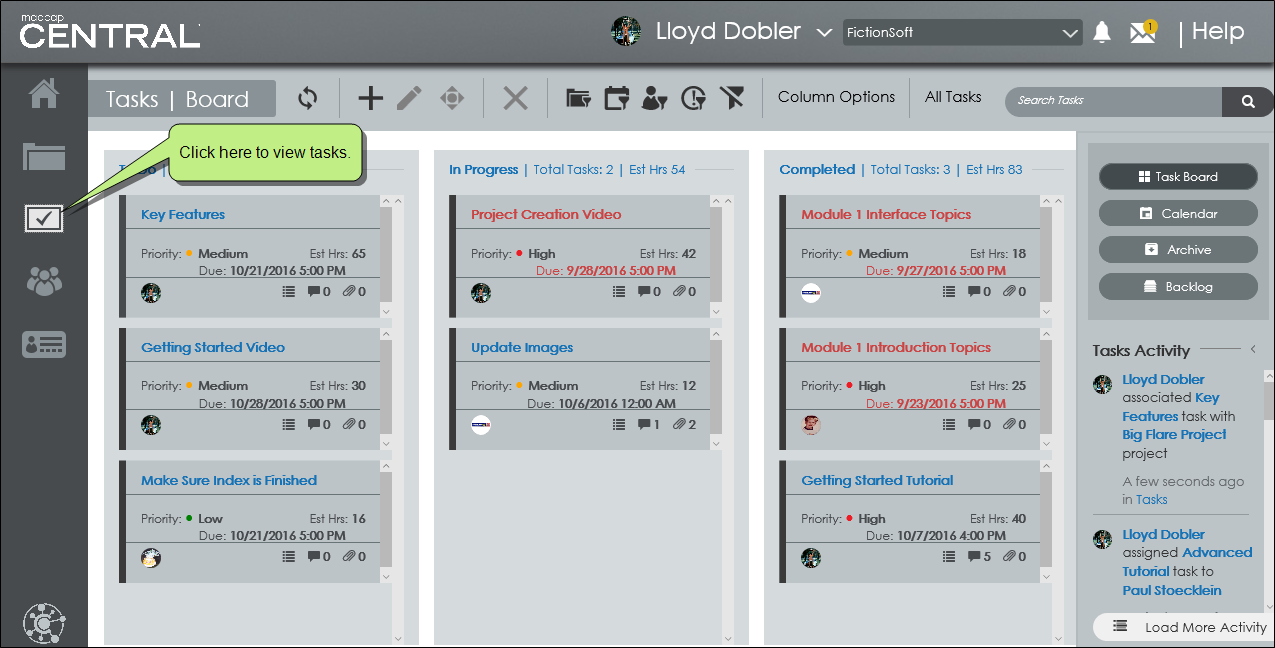 madcap
CENTRAL
Lloyd Dobler
FictionSoft
1
| Help
Tasks | Board
Column Options
All Tasks
Search Tasks
Click here to view tasks.
In Progress | Total Tasks: 2 | Est Hrs 54
Completed | Total Tasks: 3 | Est Hrs 83
Key Features
Priority: Medium Est Hrs: 65
Due: 10/21/2016 5:00 PM
0 0
Getting Started Video
Priority: Medium Est Hrs: 30
Due: 10/28/2016 5:00 PM
0 0
Make Sure Index is Finished
Priority: Low Est Hrs: 16
Due: 10/21/2016 5:00 PM
0 0
Project Creation Video
Priority: High Est Hrs: 42
Due: 9/28/2016 5:00 PM
0 0
Update Images
Priority: Medium Est Hrs: 12
Due: 10/6/2016 12:00 AM
1 2
Module 1 Interface Topics
Priority: Medium Est Hrs: 18
Due: 9/27/2016 5:00 PM
0 0
Module 1 Introduction Topics
Priority: High Est Hrs: 25
Due: 9/23/2016 5:00 PM
0 0
Getting Started Tutorial
Priority: High Est Hrs: 40
Due: 10/7/2016 4:00 PM
5 0
Task Board
Calendar
Archive
Backlog
Tasks Activity
Lloyd Dobler
associated Key
Features task with
Big Flare Project
project
A few seconds ago
in Tasks
Lloyd Dobler
assigned Advanced
Tutorial task to
Paul Stoecklein
Load More Activity